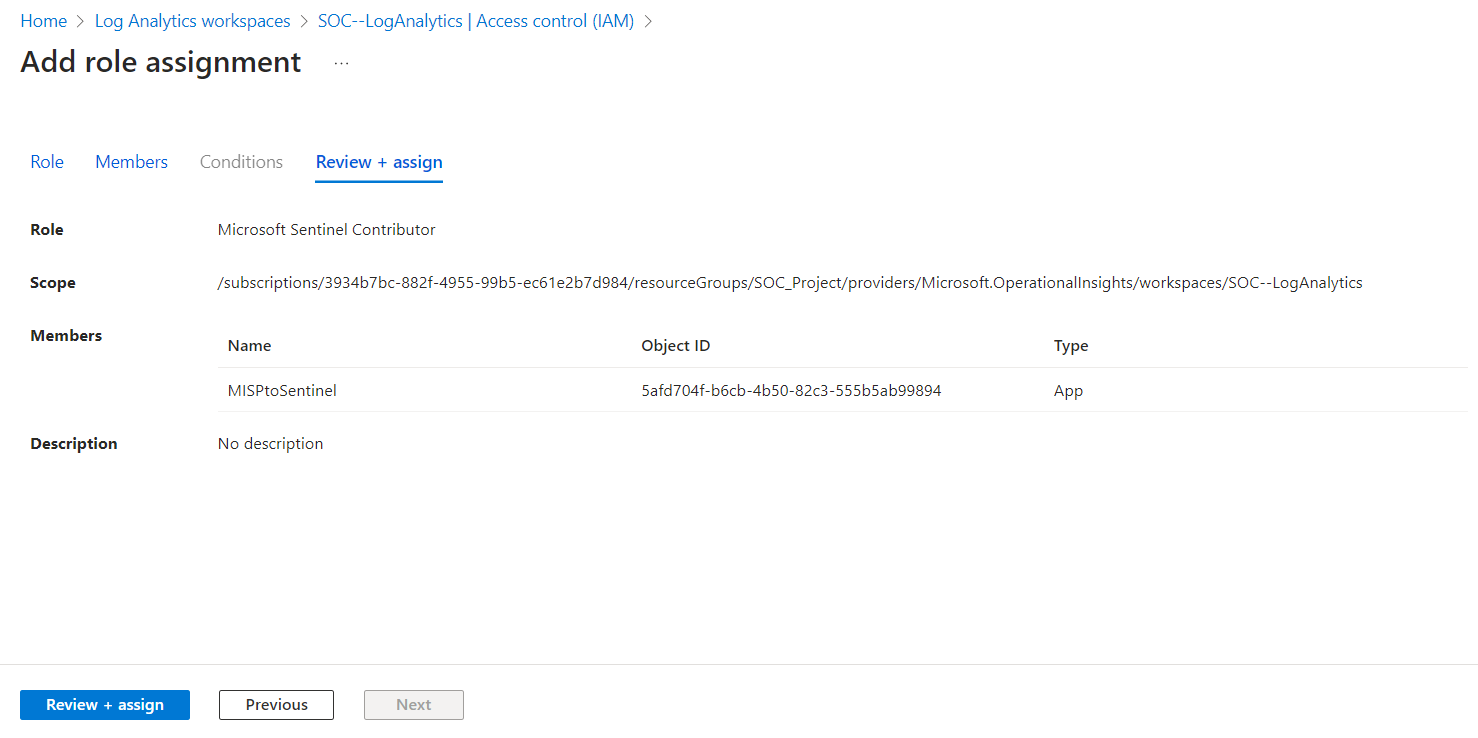 Home > Log Analytics workspaces > SOC--LogAnalytics | Access control (IAM) >
Add role assignment ...
Role Members Conditions Review + assign
Role Microsoft Sentinel Contributor
Scope /subscriptions/3934b7bc-882f-4955-99b5-ec61e2b7d984/resourceGroups/SOC_Project/providers/Microsoft.OperationalInsights/workspaces/SOC--LogAnalytics
Members
Name Object ID Type
MISPtoSentinel 5afd704f-b6cb-4b50-82c3-555b5ab99894 App
Description No description
Review + assign Previous Next